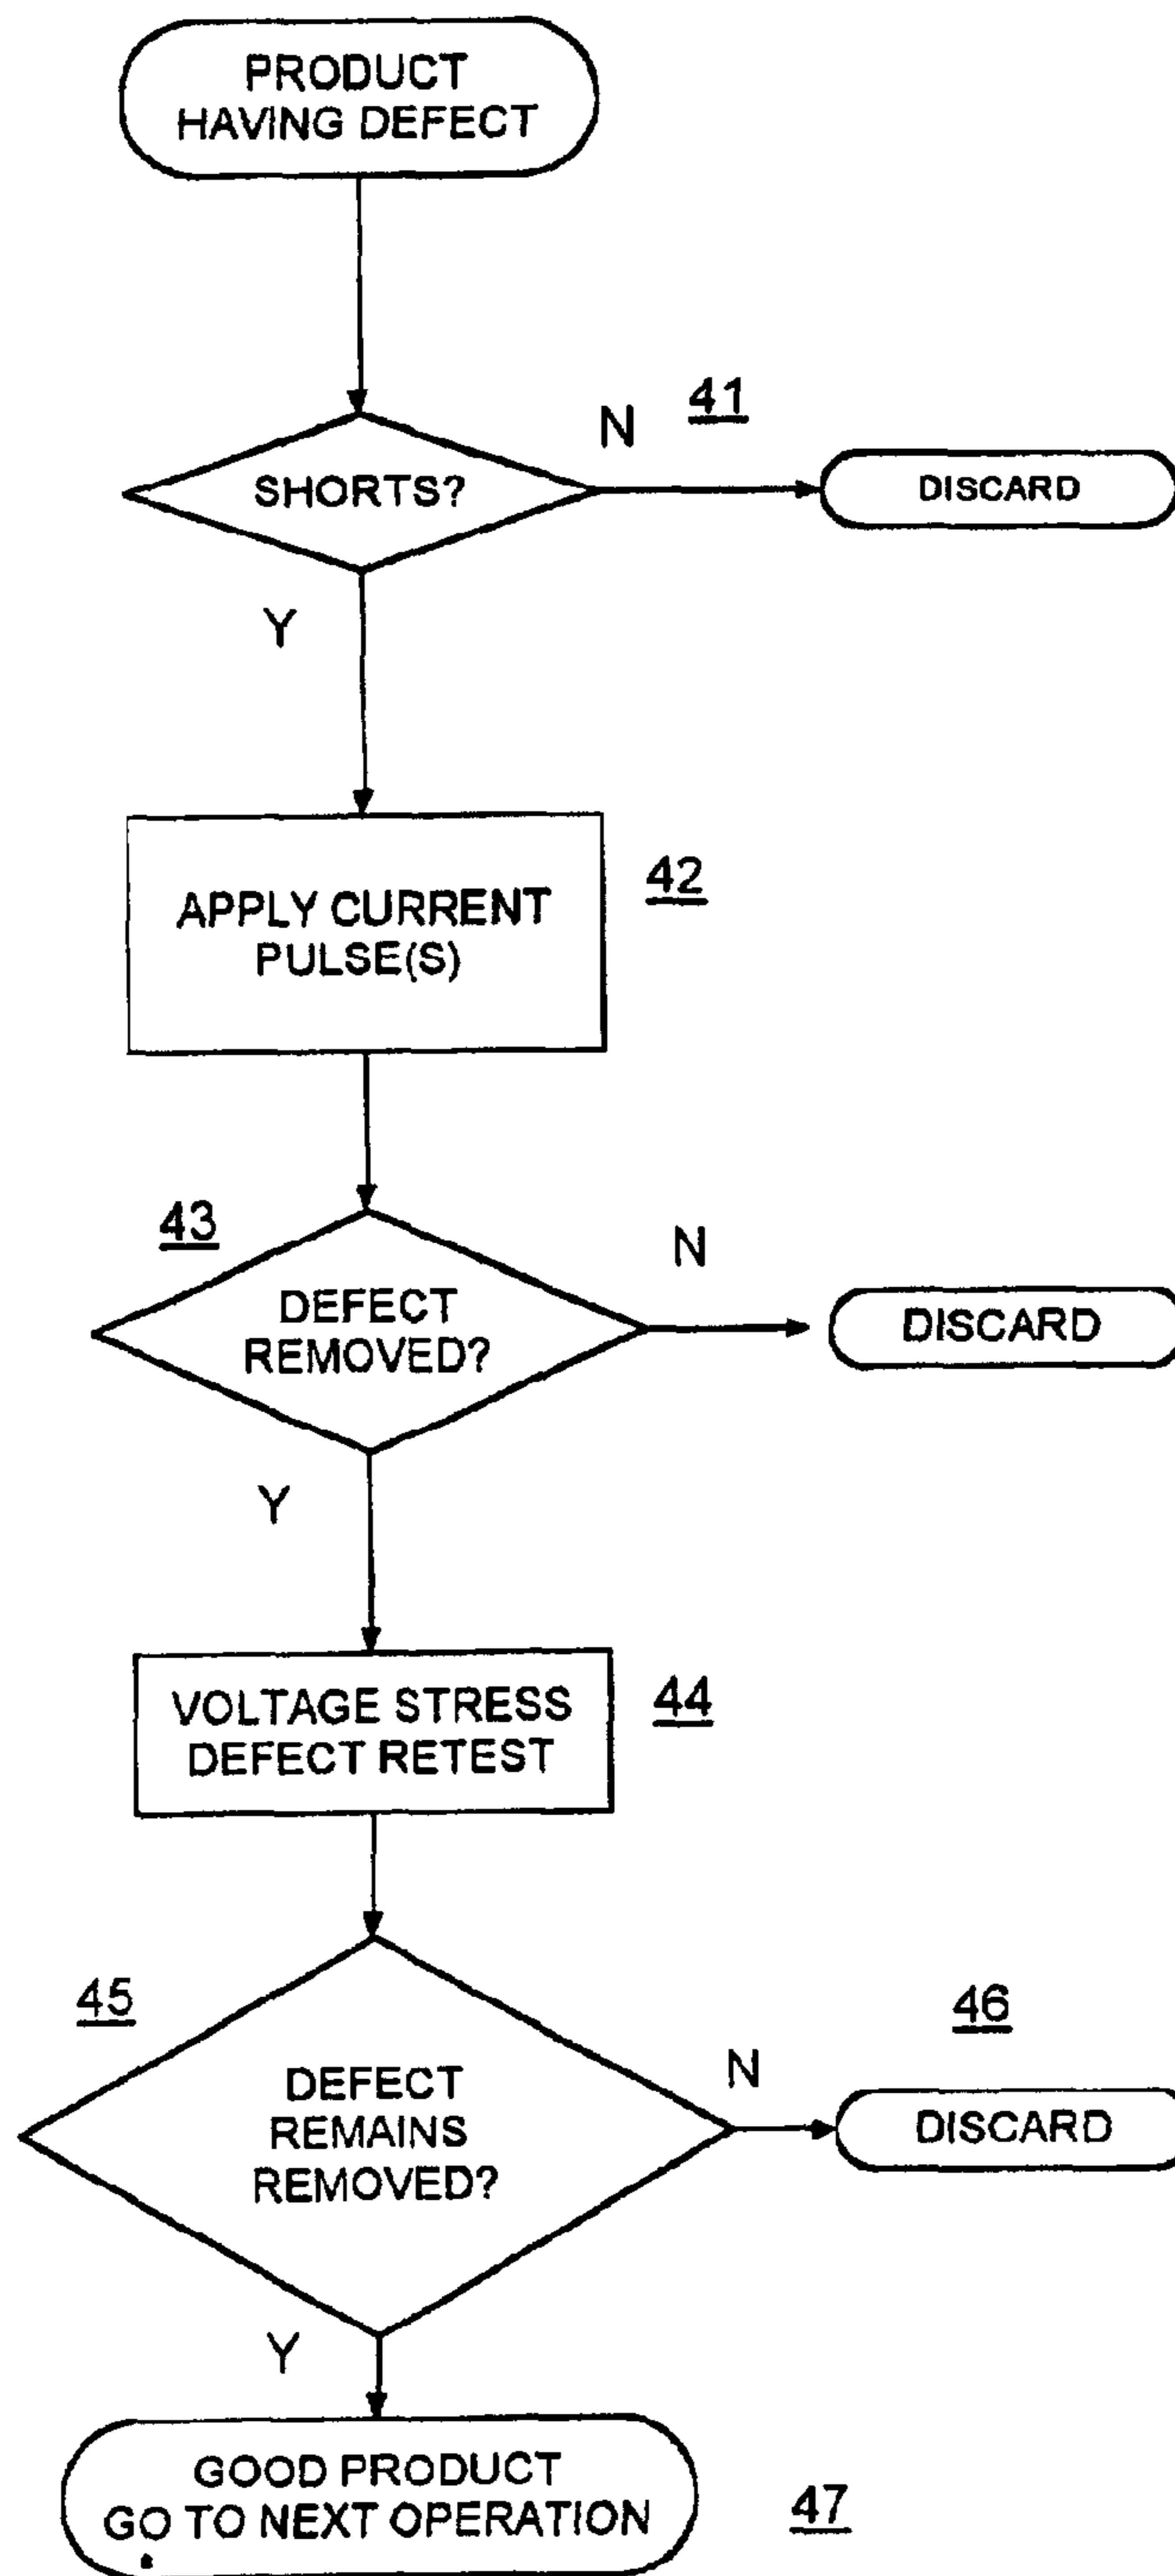 PRODUCT
HAVING DEFECT
41
N
SHORTS?
DISCARD
Y
APPLY CURRENT
PULSE(S)
42
43
N
DEFECT
REMOVED?
DISCARD
Y
VOLTAGE STRESS
DEFECT RETEST
44
45
46
N
DEFECT
REMAINS
REMOVED?
DISCARD
Y
GOOD PRODUCT
GO TO NEXT OPERATION
47